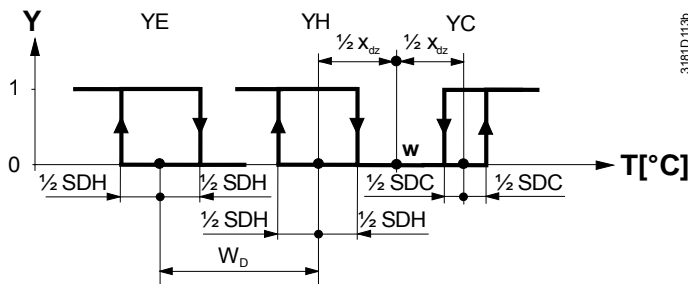 Y YE YH YC
½ x_dz ½ x_dz
3181D113b
1
w
0
T[°C]
½ SDH ½ SDH ½ SDC ½ SDC
½ SDH ½ SDH
W_D